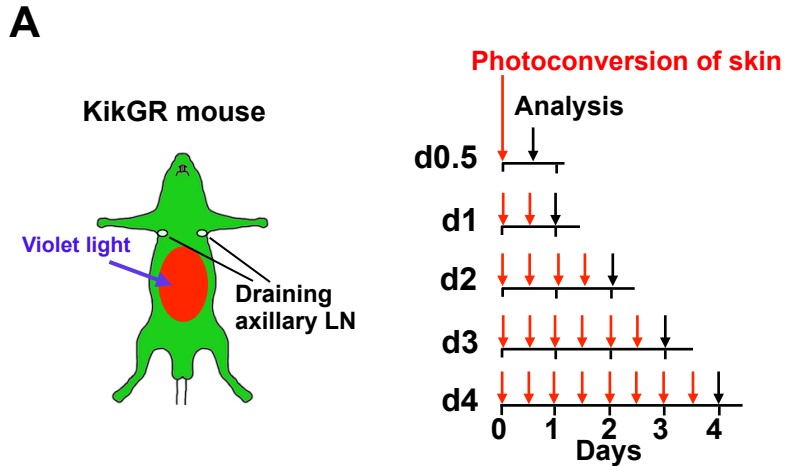 A
KikGR mouse
Violet light
Draining
axillary LN
Photoconversion of skin
Analysis
d0.5
d1
d2
d3
d4
0 1 2 3 4
Days